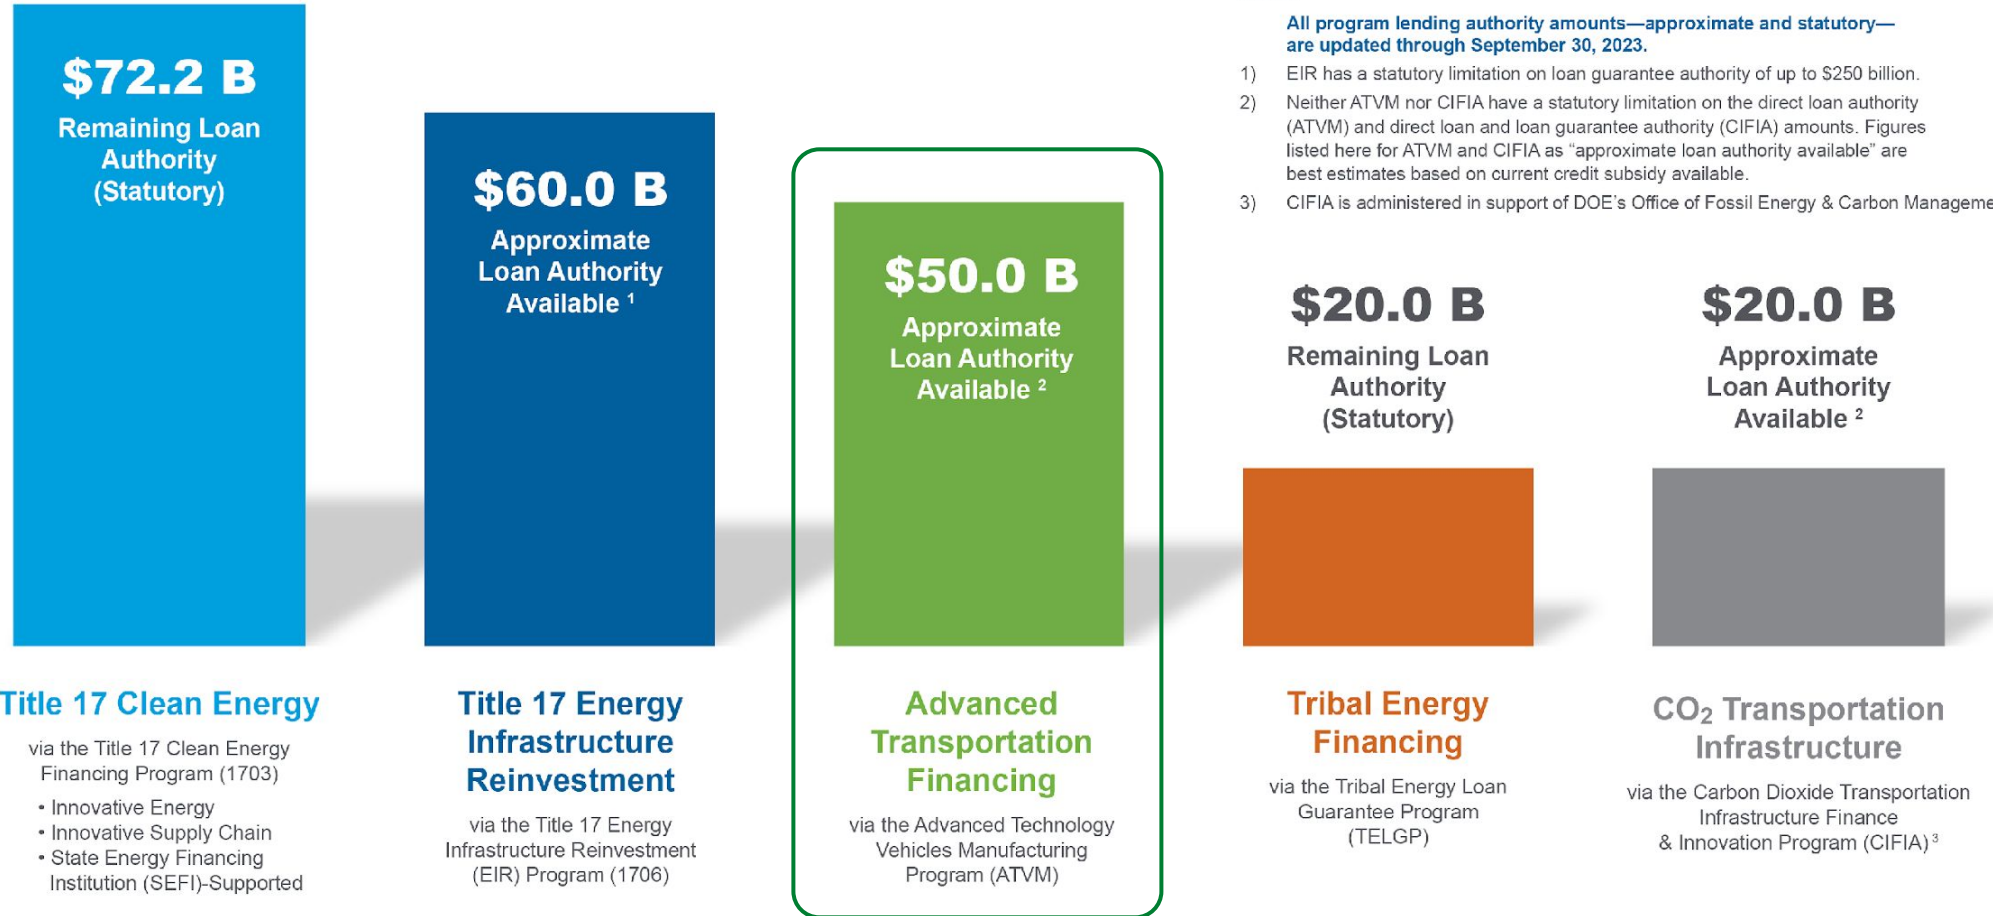 $72.2 B
Remaining Loan
Authority
(Statutory)
$60.0 B
Approximate
Loan Authority
Available 1
$50.0 B
Approximate
Loan Authority
Available 2
All program lending authority amounts—approximate and statutory—
are updated through September 30, 2023.
1) EIR has a statutory limitation on loan guarantee authority of up to $250 billion.
2) Neither ATVM nor CIFIA have a statutory limitation on the direct loan authority
(ATVM) and direct loan and loan guarantee authority (CIFIA) amounts. Figures
listed here for ATVM and CIFIA as “approximate loan authority available” are
best estimates based on current credit subsidy available.
3) CIFIA is administered in support of DOE’s Office of Fossil Energy & Carbon Manageme
$20.0 B
Remaining Loan
Authority
(Statutory)
$20.0 B
Approximate
Loan Authority
Available 2
Title 17 Clean Energy
via the Title 17 Clean Energy
Financing Program (1703)
• Innovative Energy
• Innovative Supply Chain
• State Energy Financing
Institution (SEFI)-Supported
Title 17 Energy
Infrastructure
Reinvestment
via the Title 17 Energy
Infrastructure Reinvestment
(EIR) Program (1706)
Advanced
Transportation
Financing
via the Advanced Technology
Vehicles Manufacturing
Program (ATVM)
Tribal Energy
Financing
via the Tribal Energy Loan
Guarantee Program
(TELGP)
CO2 Transportation
Infrastructure
via the Carbon Dioxide Transportation
Infrastructure Finance
& Innovation Program (CIFIA) 3